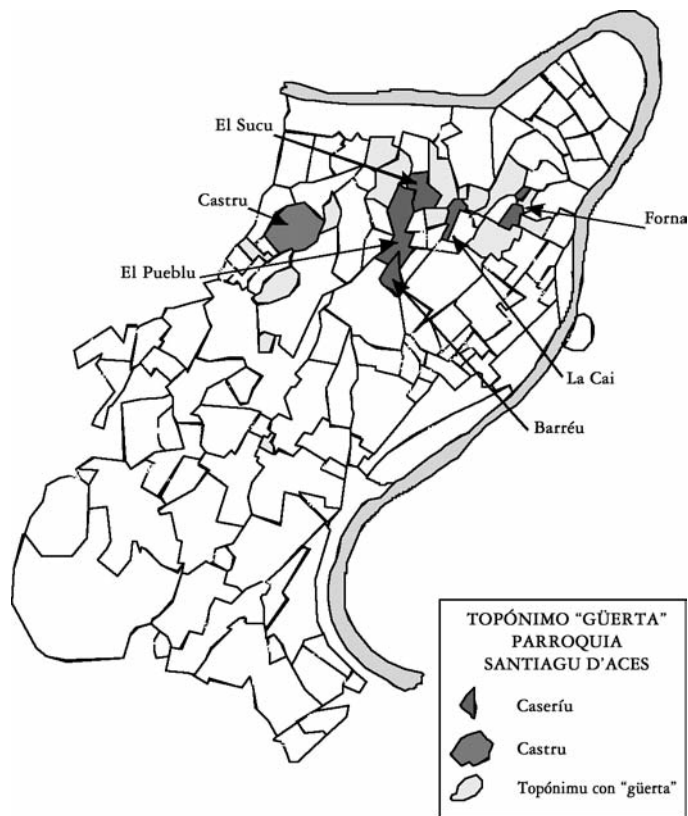 El Sucu
Castru
Forna
El Pueblu
La Cai
Barréu
TOPÓNIMO “GÜERTA”
PARROQUIA
SANTIAGU D'ACES
Caseríu
Castru
Topónimu con “güerta”